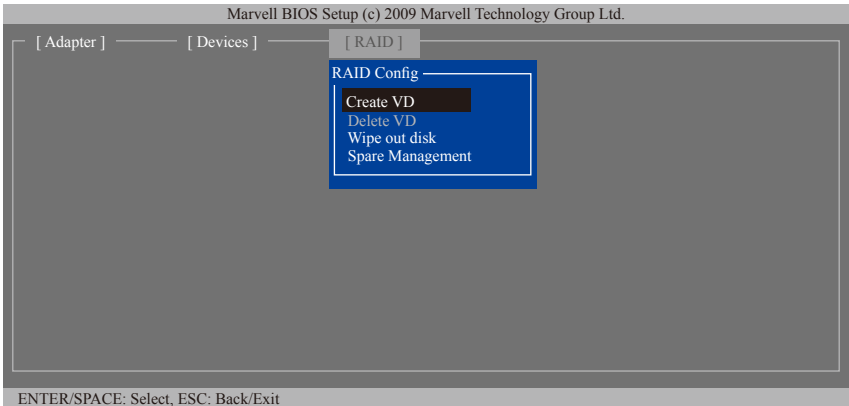 Marvell BIOS Setup (c) 2009 Marvell Technology Group Ltd.
[ Adapter ] [ Devices ] [ RAID ]
RAID Config
Create VD
Delete VD
Wipe out disk
Spare Management
ENTER/SPACE: Select, ESC: Back/Exit